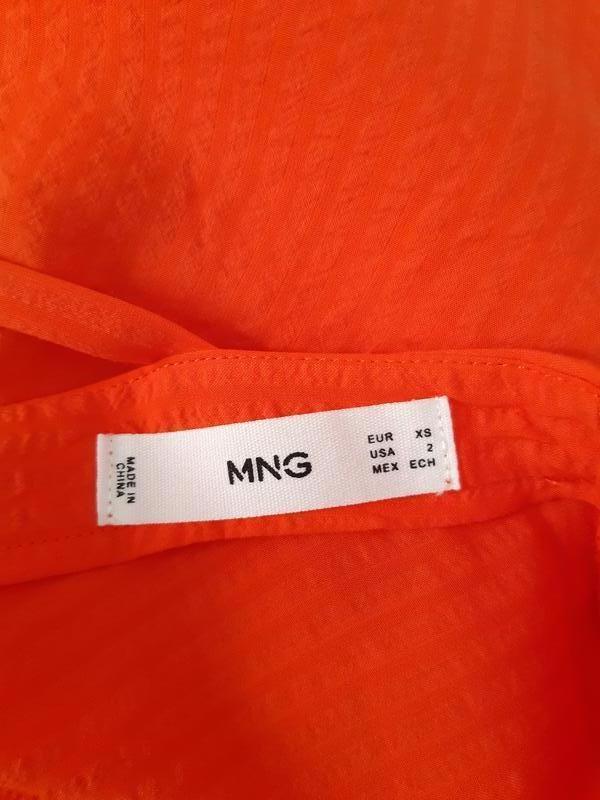 MADE IN
CHINA
MNG
EUR XS
USA 2
MEX ECH